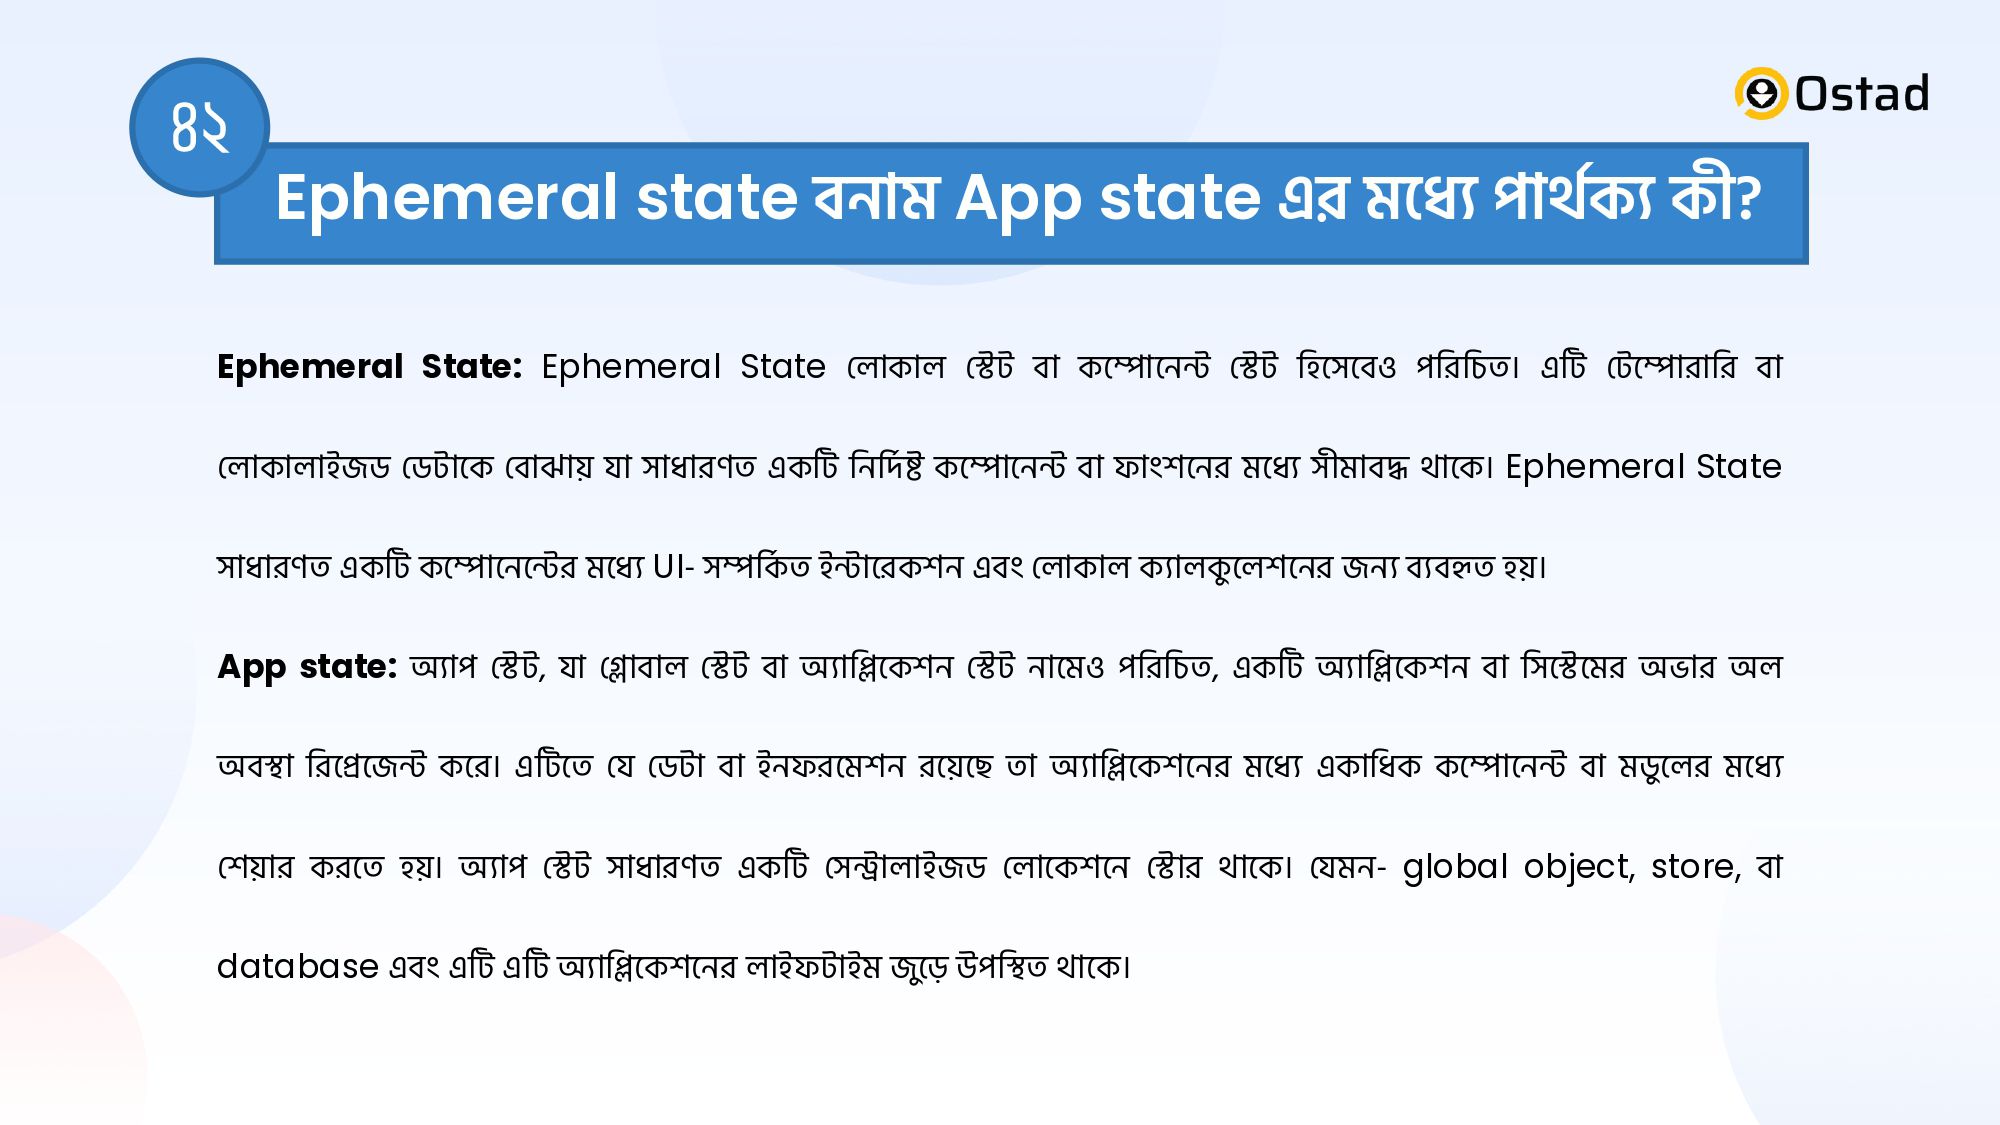 ৪২
Ostad
Ephemeral state বনাম App state এর মধ্যে পার্থক্য কী?
Ephemeral State: Ephemeral State লোকাল স্টেট বা কম্পোনেন্ট স্টেট হিসেবেও পরিচিত। এটি টেম্পোরারি বা
লোকালাইজড ডেটাকে বোঝায় যা সাধারণত একটি নির্দিষ্ট কম্পোনেন্ট বা ফাংশনের মধ্যে সীমাবদ্ধ থাকে। Ephemeral State
সাধারণত একটি কম্পোনেন্টের মধ্যে UI- সম্পর্কিত ইন্টারেকশন এবং লোকাল ক্যালকুলেশনের জন্য ব্যবহৃত হয়।
App state: অ্যাপ স্টেট, যা গ্লোবাল স্টেট বা অ্যাপ্লিকেশন স্টেট নামেও পরিচিত, একটি অ্যাপ্লিকেশন বা সিস্টেমের অভার অল
অবস্থা রিপ্রেজেন্ট করে। এটিতে যে ডেটা বা ইনফরমেশন রয়েছে তা অ্যাপ্লিকেশনের মধ্যে একাধিক কম্পোনেন্ট বা মডুলের মধ্যে
শেয়ার করতে হয়। অ্যাপ স্টেট সাধারণত একটি সেন্ট্রালাইজড লোকেশনে স্টোর থাকে। যেমন- global object, store, বা
database এবং এটি এটি অ্যাপ্লিকেশনের লাইফটাইম জুড়ে উপস্থিত থাকে।